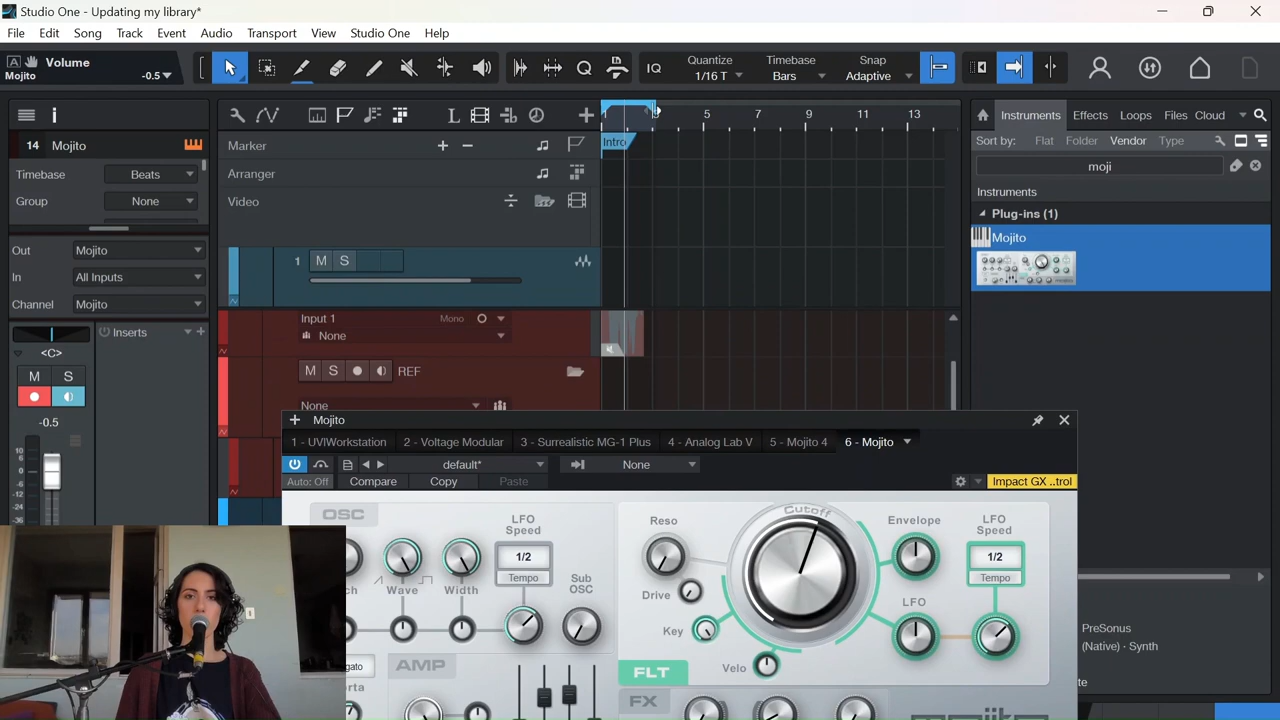 Studio One - Updating my library*
File Edit Song Track Event Audio Transport View Studio One Help
A Volume
Mojito -0.5
IQ
Quantize
1/16 T
Timebase
Bars
Snap
Adaptive
14 Mojito
Timebase Beats
Group None
Out Mojito
In All Inputs
Channel Mojito
Inserts
<C>
M S
-0.5
10
6
-6
-12
-24
-36
Marker
Arranger
Video
1 M S
Input 1 Mono
None
M S REF
None
5 7 9 11 13
Intro
Instruments Effects Loops Files Cloud
Sort by: Flat Folder Vendor Type
moji
Instruments
Plug-ins (1)
Mojito
Mojito
1 - UVIWorkstation 2 - Voltage Modular 3 - Surrealistic MG-1 Plus 4 - Analog Lab V 5 - Mojito 4 6 - Mojito
default* None
Auto: Off Compare Copy Paste Impact GX ..trol
OSC
LFO
Speed
1/2
Tempo
Wave Width
Sub
OSC
AMP
Reso
Drive
Key
Velo
Cutoff
Envelope
LFO
LFO
Speed
1/2
Tempo
FLT
FX
mojito
PreSonus
(Native) - Synth